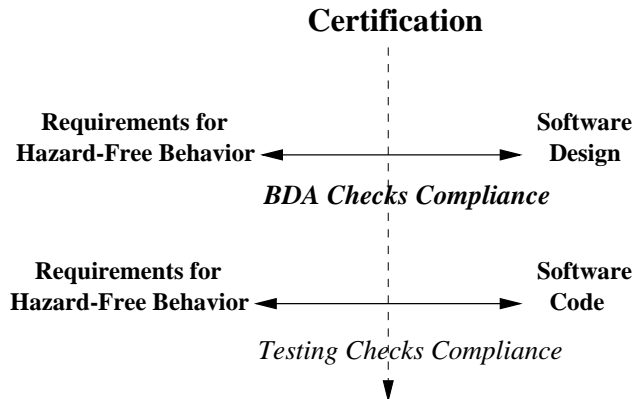 Certification
Requirements for
Hazard-Free Behavior
Software
Design
BDA Checks Compliance
Requirements for
Hazard-Free Behavior
Software
Code
Testing Checks Compliance